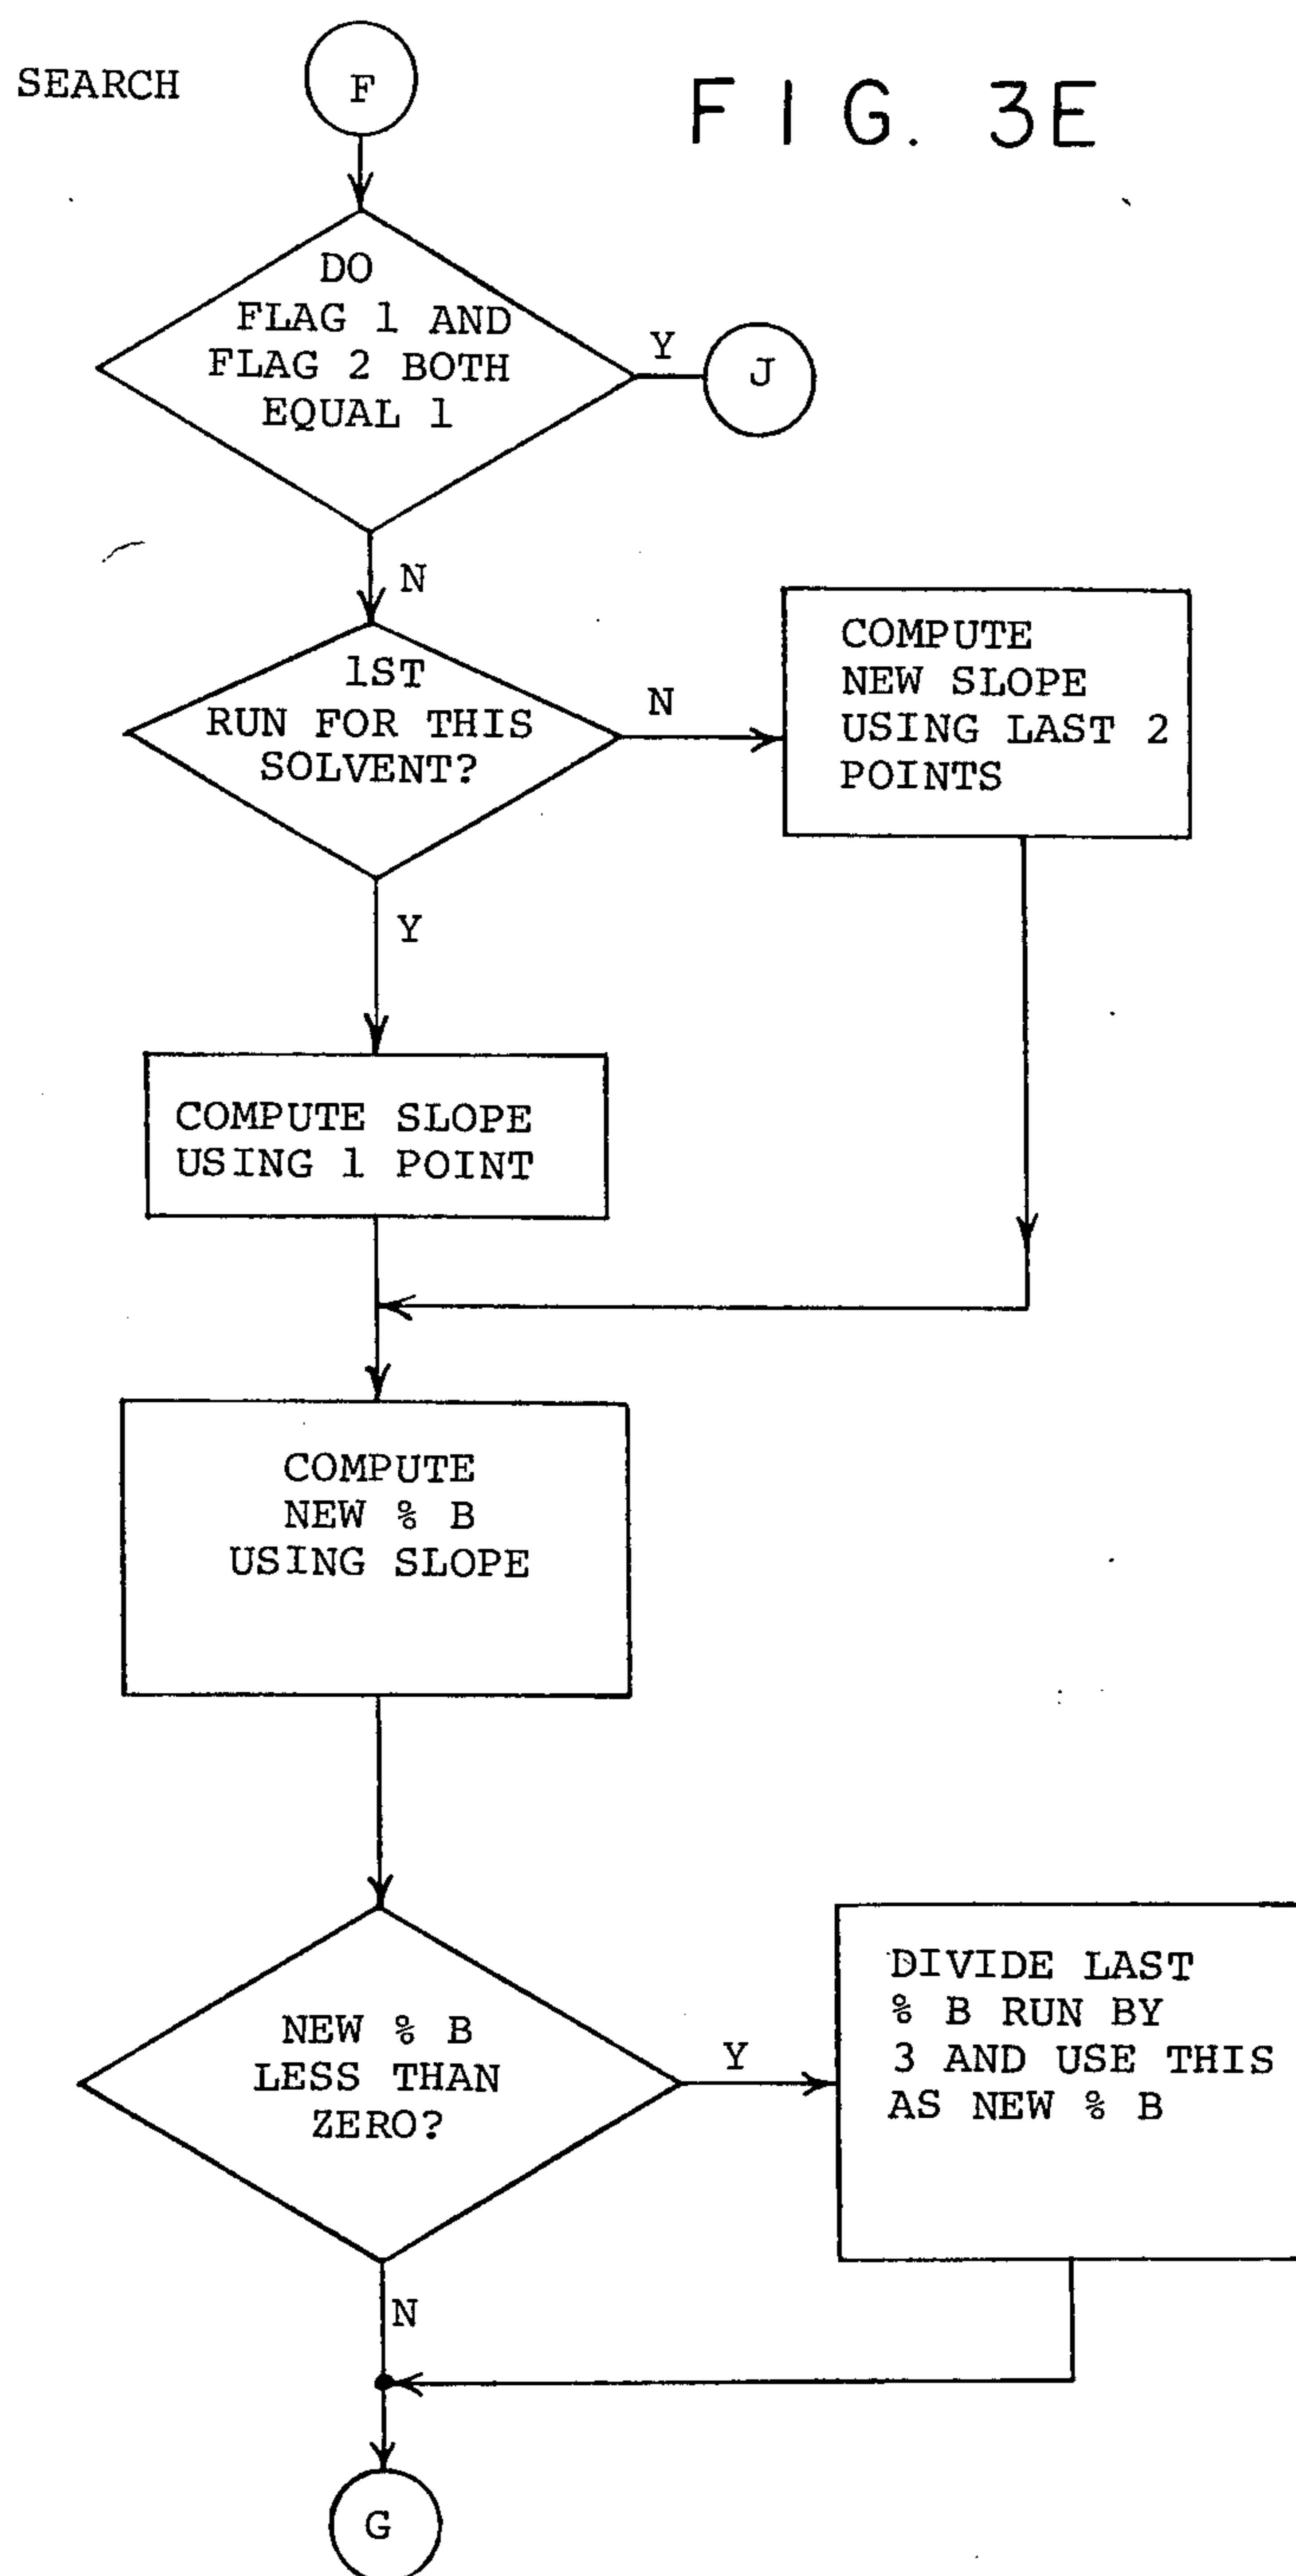 SEARCH
F
F I G. 3E
DO
FLAG 1 AND
FLAG 2 BOTH
EQUAL 1
Y
J
N
1ST
RUN FOR THIS
SOLVENT?
N
COMPUTE
NEW SLOPE
USING LAST 2
POINTS
Y
COMPUTE SLOPE
USING 1 POINT
COMPUTE
NEW % B
USING SLOPE
NEW % B
LESS THAN
ZERO?
Y
DIVIDE LAST
% B RUN BY
3 AND USE THIS
AS NEW % B
N
G